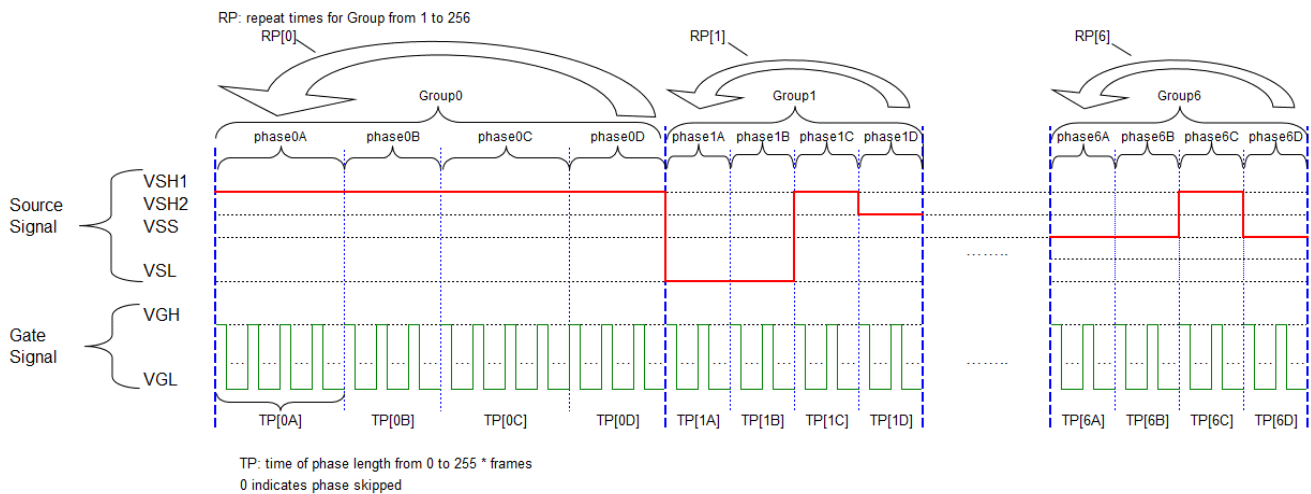 RP: repeat times for Group from 1 to 256
RP[0] RP[1] RP[6]
Group0 Group1 Group6
phase0A phase0B phase0C phase0D phase1A phase1B phase1C phase1D phase6A phase6B phase6C phase6D
VSH1
Source Signal
VSH2
VSS
VSL
VGH
Gate Signal
VGL
TP[0A] TP[0B] TP[0C] TP[0D] TP[1A] TP[1B] TP[1C] TP[1D] TP[6A] TP[6B] TP[6C] TP[6D]
TP: time of phase length from 0 to 255 * frames
0 indicates phase skipped